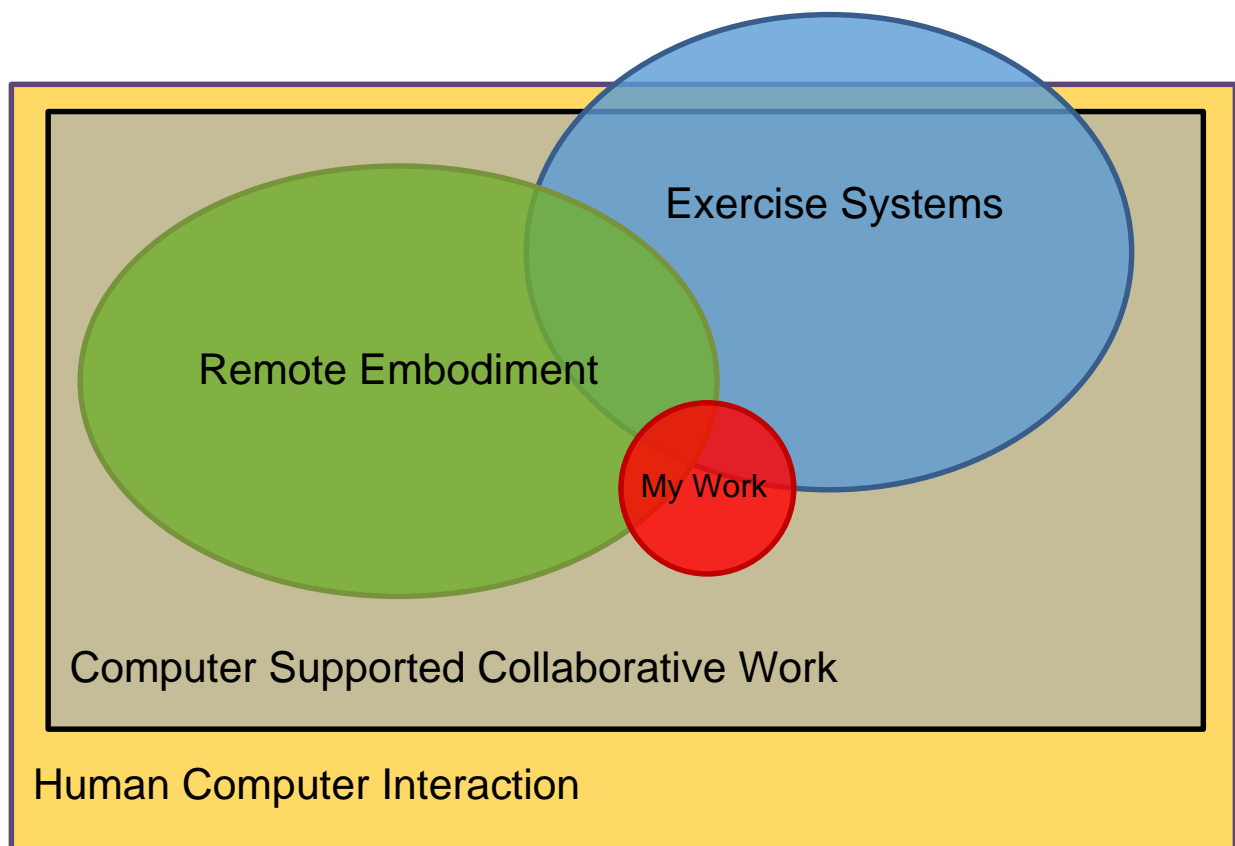 Exercise Systems
Remote Embodiment
My Work
Computer Supported Collaborative Work
Human Computer Interaction